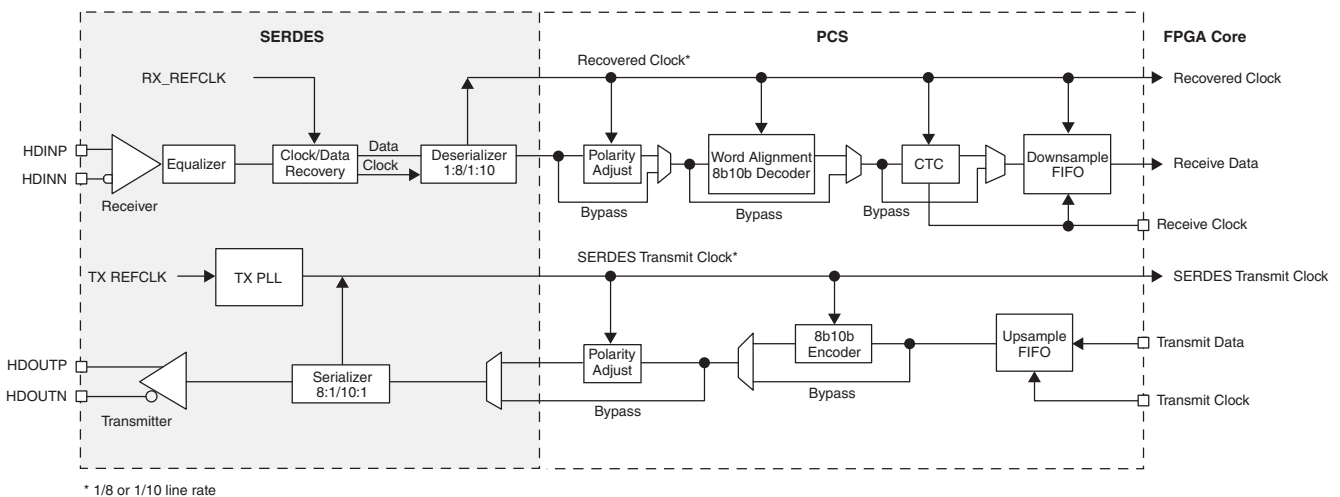 SERDES
PCS
FPGA Core
RX_REFCLK
Recovered Clock*
Recovered Clock
HDINP
HDINN
Receiver
Equalizer
Clock/Data
Recovery
Data
Clock
Deserializer
1:8/1:10
Polarity
Adjust
Bypass
Word Alignment
8b10b Decoder
Bypass
CTC
Bypass
Downsample
FIFO
Receive Data
Receive Clock
TX REFCLK
TX PLL
SERDES Transmit Clock*
SERDES Transmit Clock
HDOUTP
HDOUTN
Transmitter
Serializer
8:1/10:1
Polarity
Adjust
Bypass
8b10b
Encoder
Bypass
Upsample
FIFO
Transmit Data
Transmit Clock
* 1/8 or 1/10 line rate